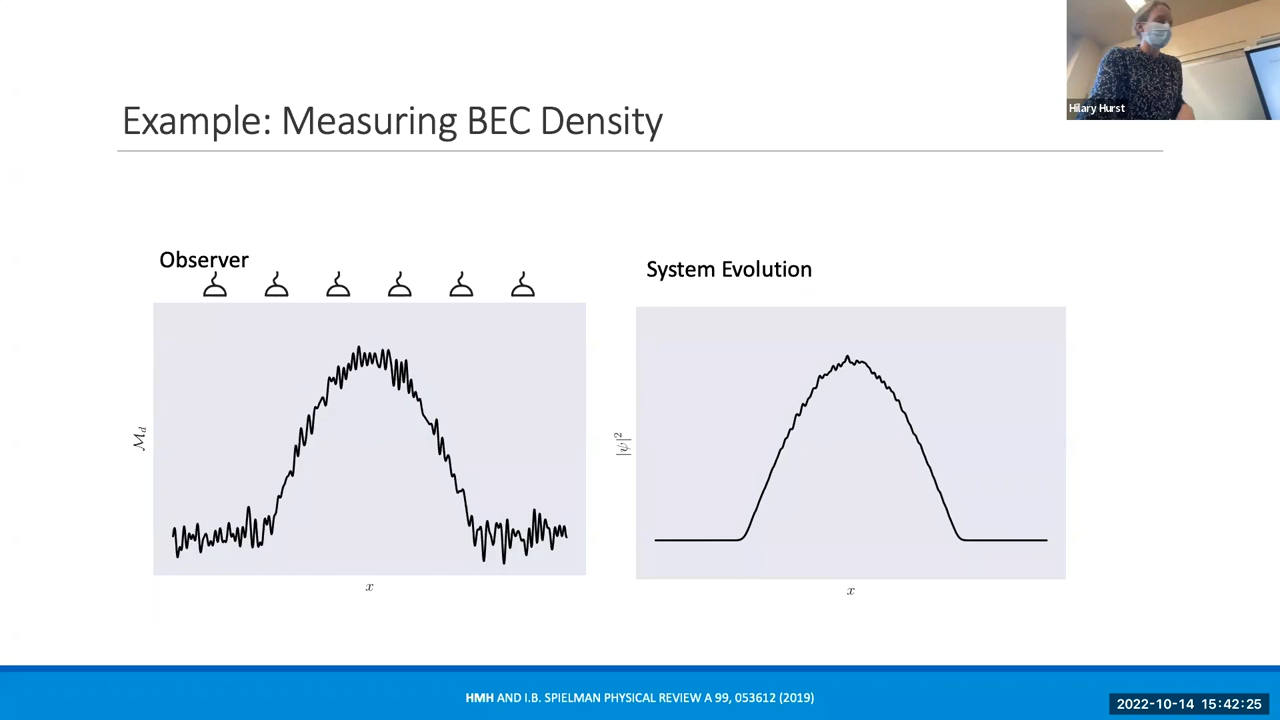 Hilary Hurst
Example: Measuring BEC Density
Observer
System Evolution
ℳd
|ψ|²
x
x
HMH AND I.B. SPIELMAN PHYSICAL REVIEW A 99, 053612 (2019)
2022-10-14 15:42:25